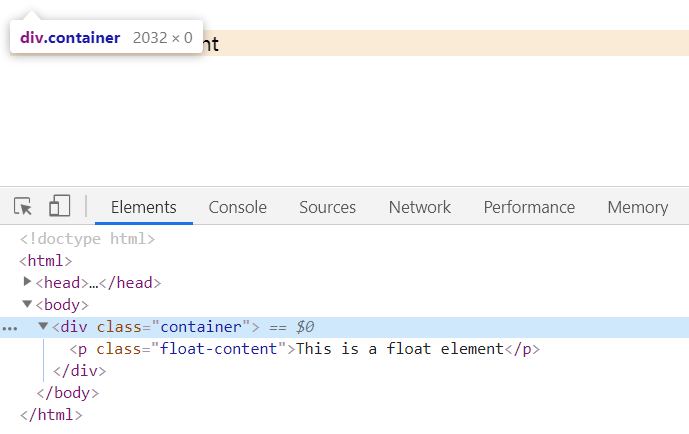 div.container 2032 × 0
nt
Elements Console Sources Network Performance Memory
<!doctype html>
<html>
<head>…</head>
<body>
… <div class="container"> == $0
<p class="float-content">This is a float element</p>
</div>
</body>
</html>